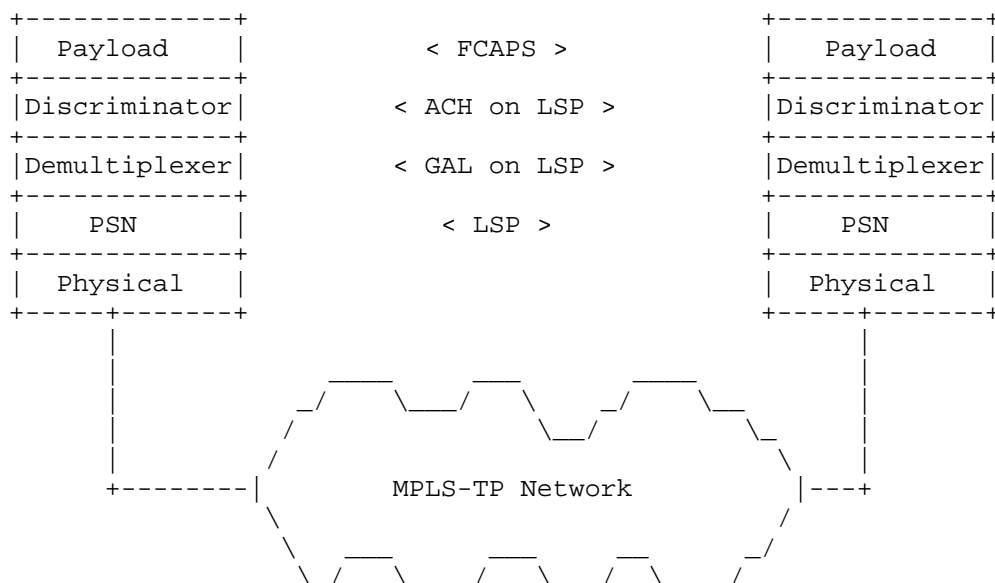 Payload < FCAPS > Payload
Discriminator < ACH on LSP > Discriminator
Demultiplexer < GAL on LSP > Demultiplexer
PSN < LSP > PSN
Physical Physical
MPLS-TP Network